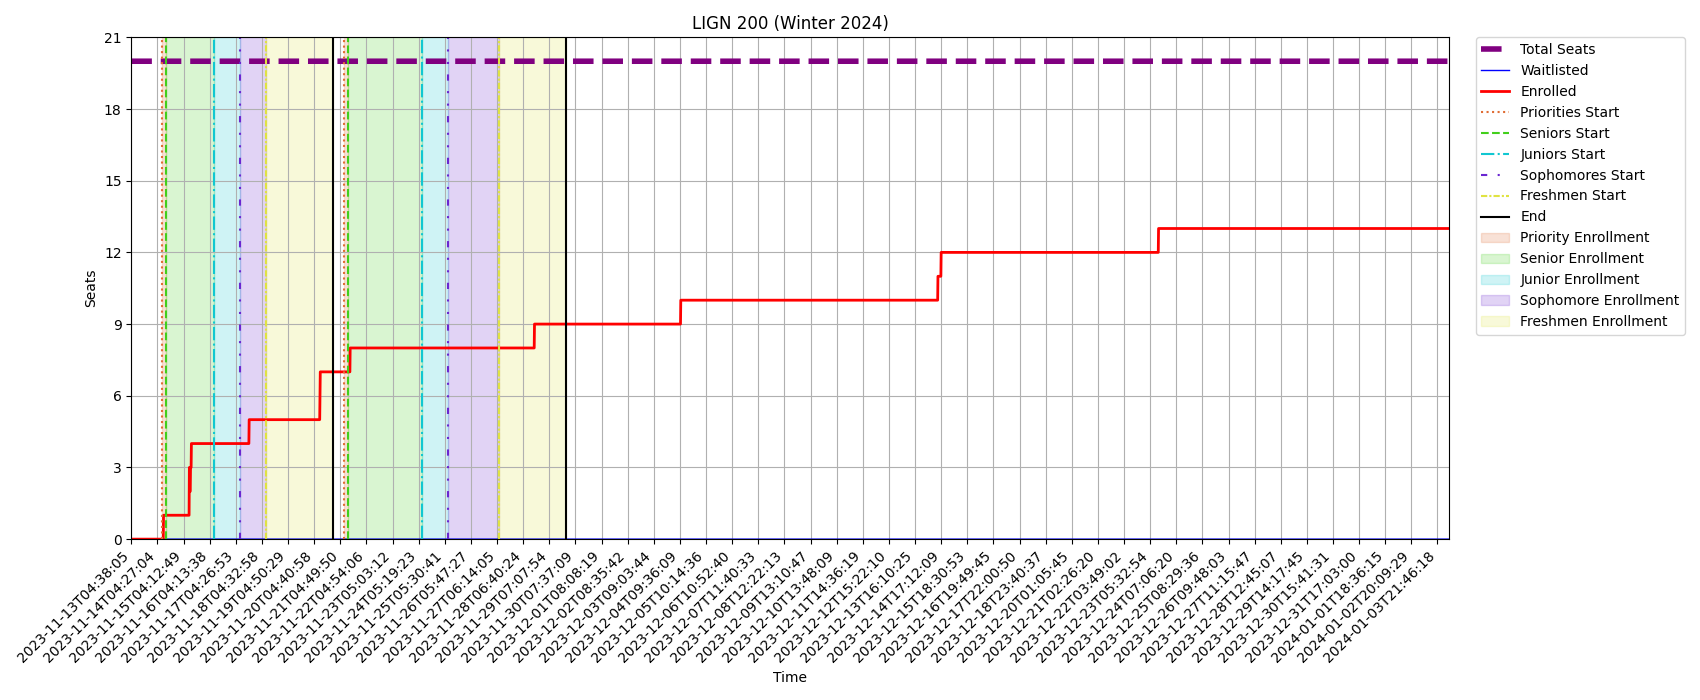 LIGN 200 (Winter 2024)
Seats
21
18
15
12
9
6
3
0
2023-11-13T04:38:05
2023-11-14T04:27:04
2023-11-15T04:12:49
2023-11-16T04:13:38
2023-11-17T04:26:53
2023-11-18T04:32:58
2023-11-19T04:50:29
2023-11-20T04:40:58
2023-11-21T04:49:50
2023-11-22T04:54:06
2023-11-23T05:03:12
2023-11-24T05:19:23
2023-11-25T05:30:41
2023-11-26T05:47:27
2023-11-27T06:14:05
2023-11-28T06:40:24
2023-11-29T07:07:54
2023-11-30T07:37:09
2023-12-01T08:08:19
2023-12-02T08:35:42
2023-12-03T09:03:44
2023-12-04T09:36:09
2023-12-05T10:14:36
2023-12-06T10:52:40
2023-12-07T11:40:33
2023-12-08T12:22:13
2023-12-10T13:10:47
2023-12-11T13:48:09
2023-12-11T14:36:19
2023-12-12T15:22:10
2023-12-13T16:10:25
2023-12-14T17:12:09
2023-12-15T18:30:53
2023-12-16T19:49:45
2023-12-17T22:00:50
2023-12-18T23:40:37
2023-12-20T01:05:45
2023-12-21T02:26:20
2023-12-22T03:49:02
2023-12-23T05:32:54
2023-12-24T07:06:20
2023-12-25T08:29:36
2023-12-26T09:48:03
2023-12-27T11:15:47
2023-12-28T12:45:07
2023-12-29T14:17:45
2023-12-30T15:41:31
2023-12-31T17:03:00
2024-01-01T18:36:15
2024-01-02T20:09:29
2024-01-03T21:46:18
Time
Total Seats
Waitlisted
Enrolled
Priorities Start
Seniors Start
Juniors Start
Sophomores Start
Freshmen Start
End
Priority Enrollment
Senior Enrollment
Junior Enrollment
Sophomore Enrollment
Freshmen Enrollment